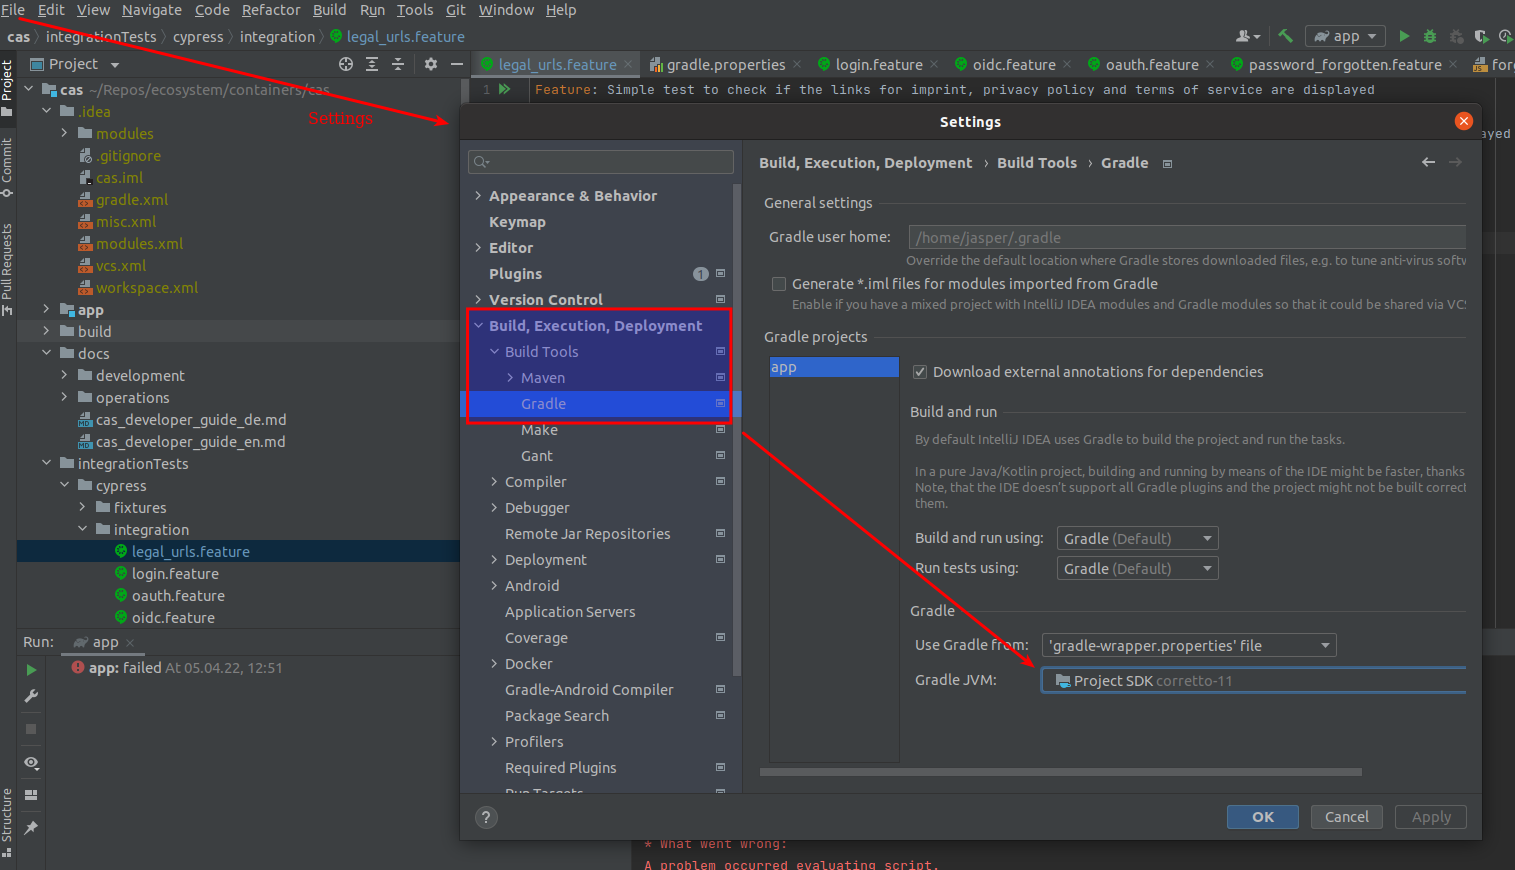 File Edit View Navigate Code Refactor Build Run Tools Git Window Help
cas integrationTests cypress integration legal_urls.feature
app
Project
Commit
Pull Requests
Structure
Project
cas ~/Repos/ecosystem/containers/cas
.idea
modules
.gitignore
cas.iml
gradle.xml
misc.xml
modules.xml
vcs.xml
workspace.xml
app
build
docs
development
operations
cas_developer_guide_de.md
cas_developer_guide_en.md
integrationTests
cypress
fixtures
integration
legal_urls.feature
login.feature
oauth.feature
oidc.feature
Settings
legal_urls.feature gradle.properties login.feature oidc.feature oauth.feature password_forgotten.feature
1 Feature: Simple test to check if the links for imprint, privacy policy and terms of service are displayed
Settings
Appearance & Behavior
Keymap
Editor
Plugins 1
Version Control
Build, Execution, Deployment
Build Tools
Maven
Gradle
Make
Gant
Compiler
Debugger
Remote Jar Repositories
Deployment
Android
Application Servers
Coverage
Docker
Gradle-Android Compiler
Package Search
Profilers
Required Plugins
Run Targets
Build, Execution, Deployment › Build Tools › Gradle
General settings
Gradle user home: /home/jasper/.gradle
Override the default location where Gradle stores downloaded files, e.g. to tune anti-virus softw
Generate *.iml files for modules imported from Gradle
Enable if you have a mixed project with IntelliJ IDEA modules and Gradle modules so that it could be shared via VCS
Gradle projects
app
Download external annotations for dependencies
Build and run
By default IntelliJ IDEA uses Gradle to build the project and run the tasks.
In a pure Java/Kotlin project, building and running by means of the IDE might be faster, thanks
Note, that the IDE doesn't support all Gradle plugins and the project might not be built correct
them.
Build and run using: Gradle (Default)
Run tests using: Gradle (Default)
Gradle
Use Gradle from: 'gradle-wrapper.properties' file
Gradle JVM: Project SDK corretto-11
? OK Cancel Apply
Run: app
app: failed At 05.04.22, 12:51
* What went wrong:
A problem occurred evaluating script.